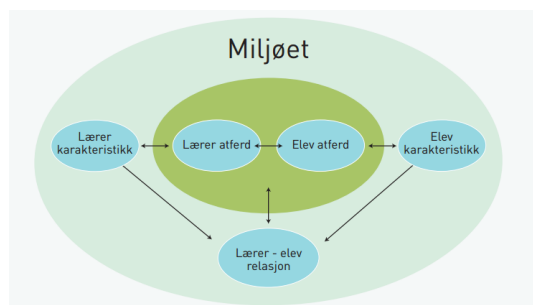 Miljøet
Lærer
karakteristikk
Lærer atferd
Elev atferd
Elev
karakteristikk
Lærer - elev
relasjon